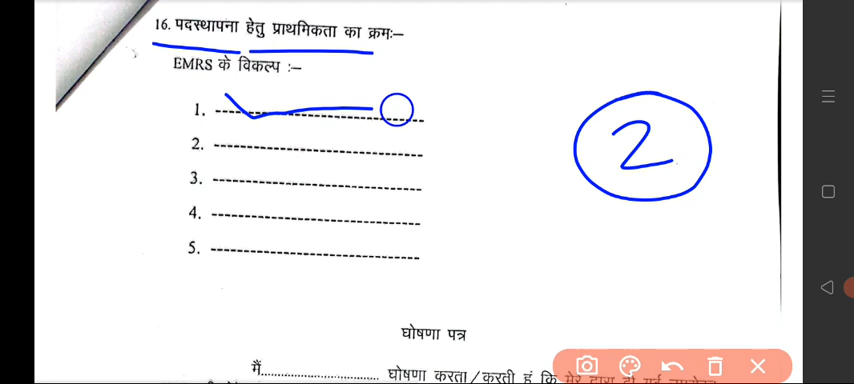 16. पदस्थापना हेतु प्राथमिकता का क्रमः–
EMRS के विकल्प :–
1.
2
2.
3.
4.
5.
घोषणा पत्र
मैं................................ घोषणा करता/करती हूं कि मेरे द्वारा दी गई